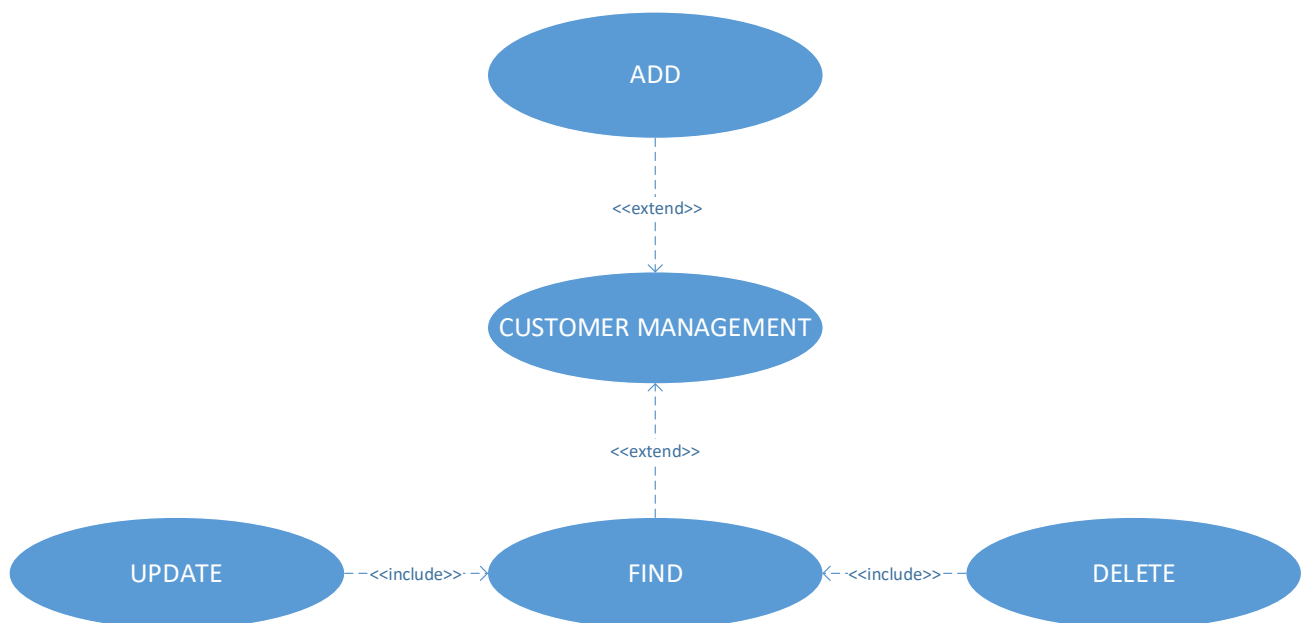 ADD
<<extend>>
CUSTOMER MANAGEMENT
<<extend>>
UPDATE
<<include>>
FIND
<<include>>
DELETE